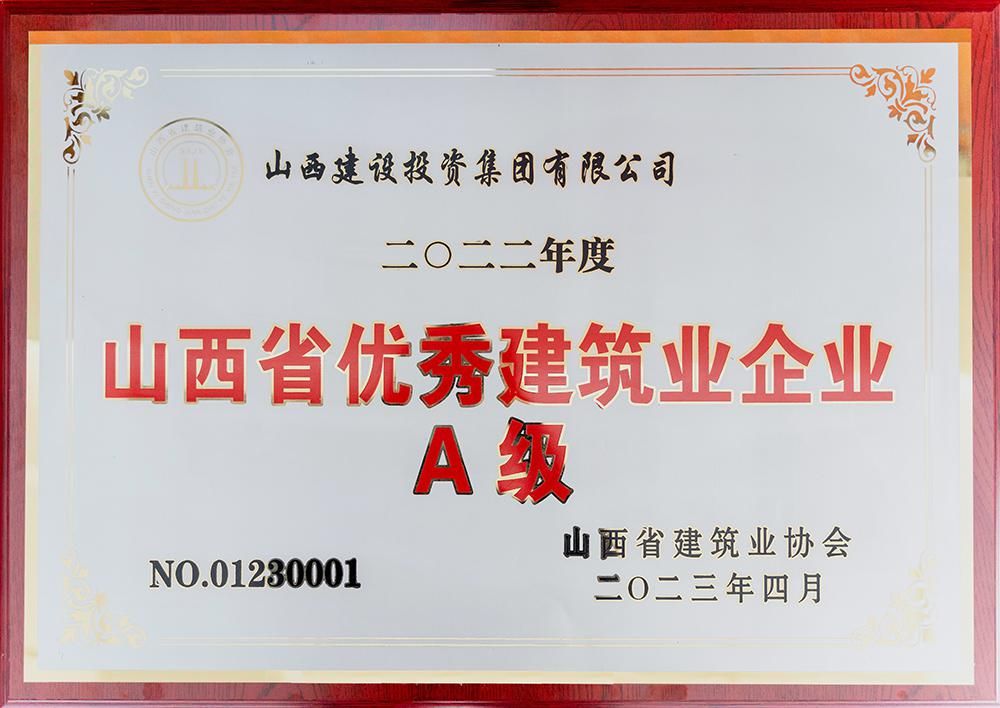 山西建设投资集团有限公司
二〇二二年度
山西省优秀建筑业企业
A 级
山西省建筑业协会
NO.01230001
二〇二三年四月